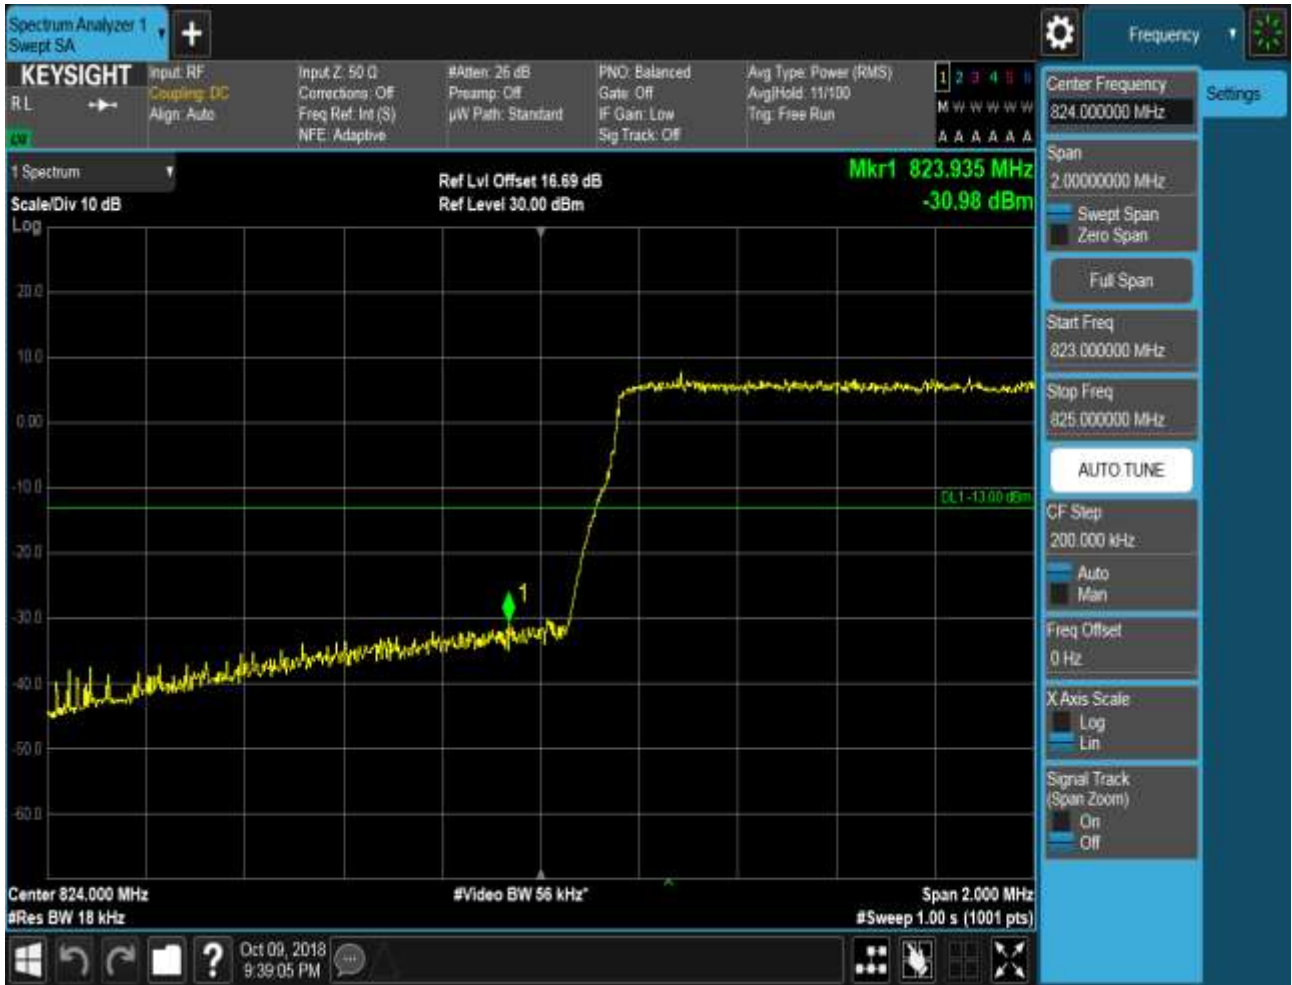 Spectrum Analyzer 1
Swept SA
+
Frequency
KEYSIGHT
RL
Input: RF
Coupling: DC
Align: Auto
Input Z: 50 Ω
Corrections: Off
Freq Ref: Int (S)
NFE: Adaptive
#Atten: 26 dB
Preamp: Off
µW Path: Standard
PNO: Balanced
Gate: Off
IF Gain: Low
Sig Track: Off
Avg Type: Power (RMS)
Avg|Hold: 11/100
Trig: Free Run
1 2 3 4 5 6
M W W W W W
A A A A A A
1 Spectrum
Scale/Div 10 dB
Log
Ref Lvl Offset 16.69 dB
Ref Level 30.00 dBm
Mkr1 823.935 MHz
-30.98 dBm
20.0
10.0
0.00
-10.0
-20.0
-30.0
-40.0
-50.0
-60.0
DL1 -13.00 dBm
1
Center 824.000 MHz
#Res BW 18 kHz
#Video BW 56 kHz*
Span 2.000 MHz
#Sweep 1.00 s (1001 pts)
Center Frequency
824.000000 MHz
Settings
Span
2.00000000 MHz
Swept Span
Zero Span
Full Span
Start Freq
823.000000 MHz
Stop Freq
825.000000 MHz
AUTO TUNE
CF Step
200.000 kHz
Auto
Man
Freq Offset
0 Hz
X Axis Scale
Log
Lin
Signal Track
(Span Zoom)
On
Off
?
Oct 09, 2018
9:39:05 PM